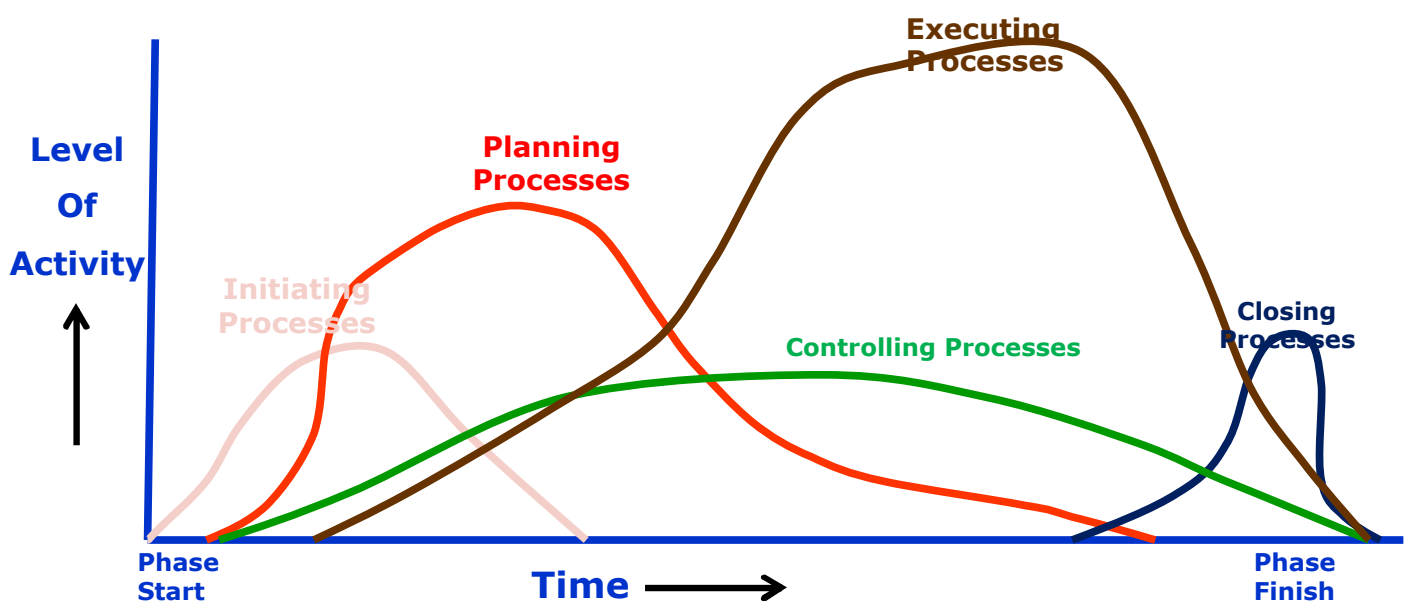 Executing
Processes
Level
Of
Activity
Planning
Processes
Initiating
Processes
Closing
Processes
Controlling Processes
Phase
Start
Time
Phase
Finish